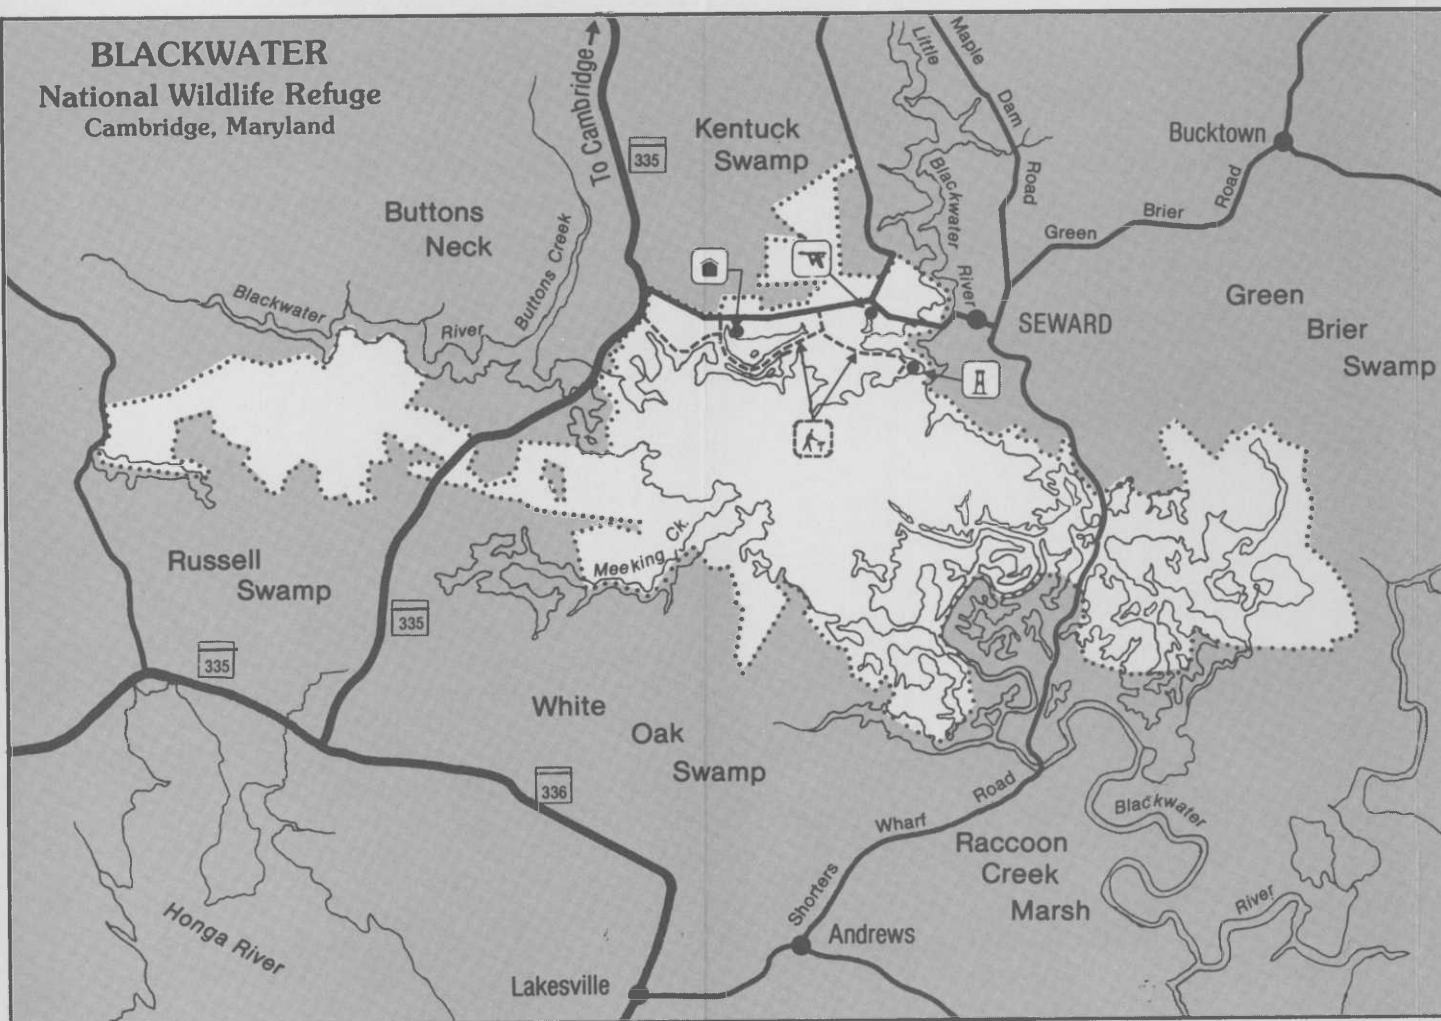 BLACKWATER
National Wildlife Refuge
Cambridge, Maryland
To Cambridge
335
Kentuck
Swamp
Little
Blackwater
River
Maple
Dam
Road
Bucktown
Green
Brier
Road
Buttons
Neck
Buttons Creek
Blackwater
River
SEWARD
Green
Brier
Swamp
Russell
Swamp
335
335
Meeking Ck.
White
Oak
Swamp
336
Shorters
Wharf
Road
Blackwater
River
Raccoon
Creek
Marsh
Honga River
Andrews
Lakesville